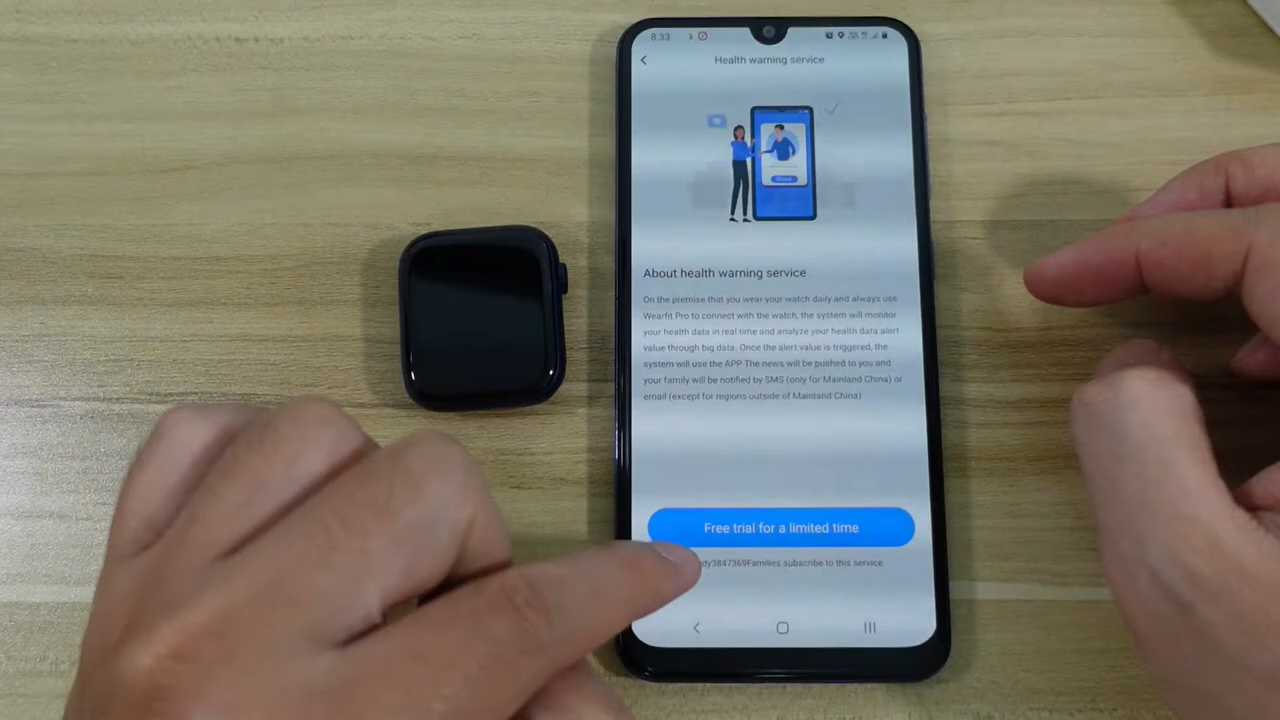 8:33
Health warning service
About health warning service
On the premise that you wear your watch daily and always use
Wearfit Pro to connect with the watch, the system will monitor
your health data in real time and analyze your health data alert
value through big data. Once the alert value is triggered, the
system will use the APP The news will be pushed to you and
your family will be notified by SMS (only for Mainland China) or
email (except for regions outside of Mainland China).
Free trial for a limited time
dy3847369Families subscribe to this service